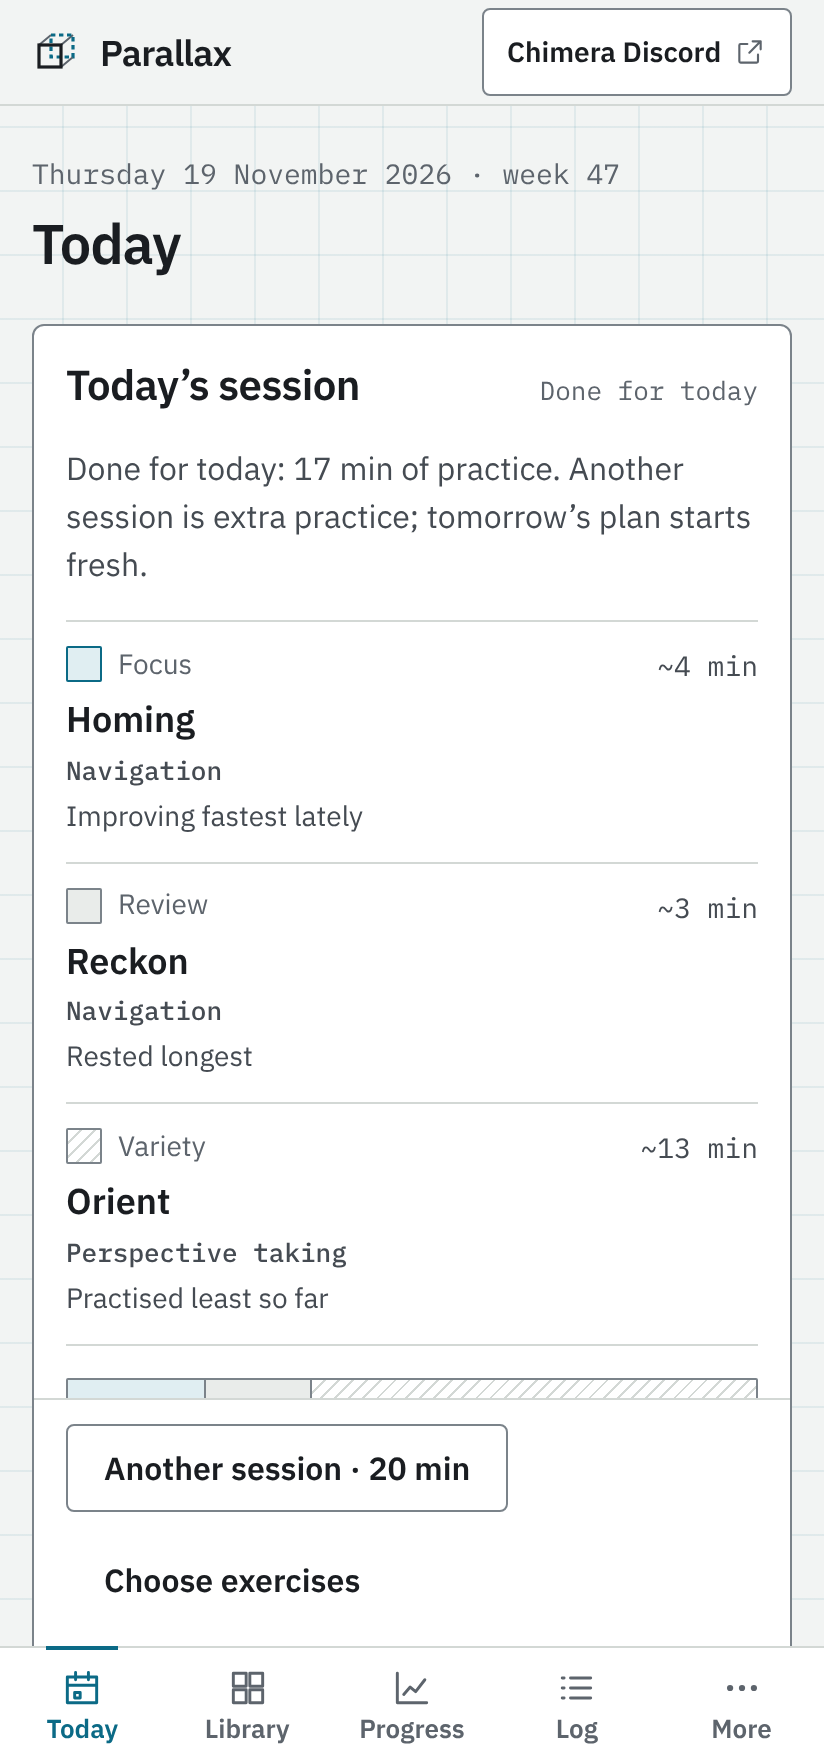 Parallax
Chimera Discord
Thursday 19 November 2026 · week 47
Today
Today’s session
Done for today
Done for today: 17 min of practice. Another
session is extra practice; tomorrow’s plan starts
fresh.
Focus
~4 min
Homing
Navigation
Improving fastest lately
Review
~3 min
Reckon
Navigation
Rested longest
Variety
~13 min
Orient
Perspective taking
Practised least so far
Another session · 20 min
Choose exercises
Today
Library
Progress
Log
More